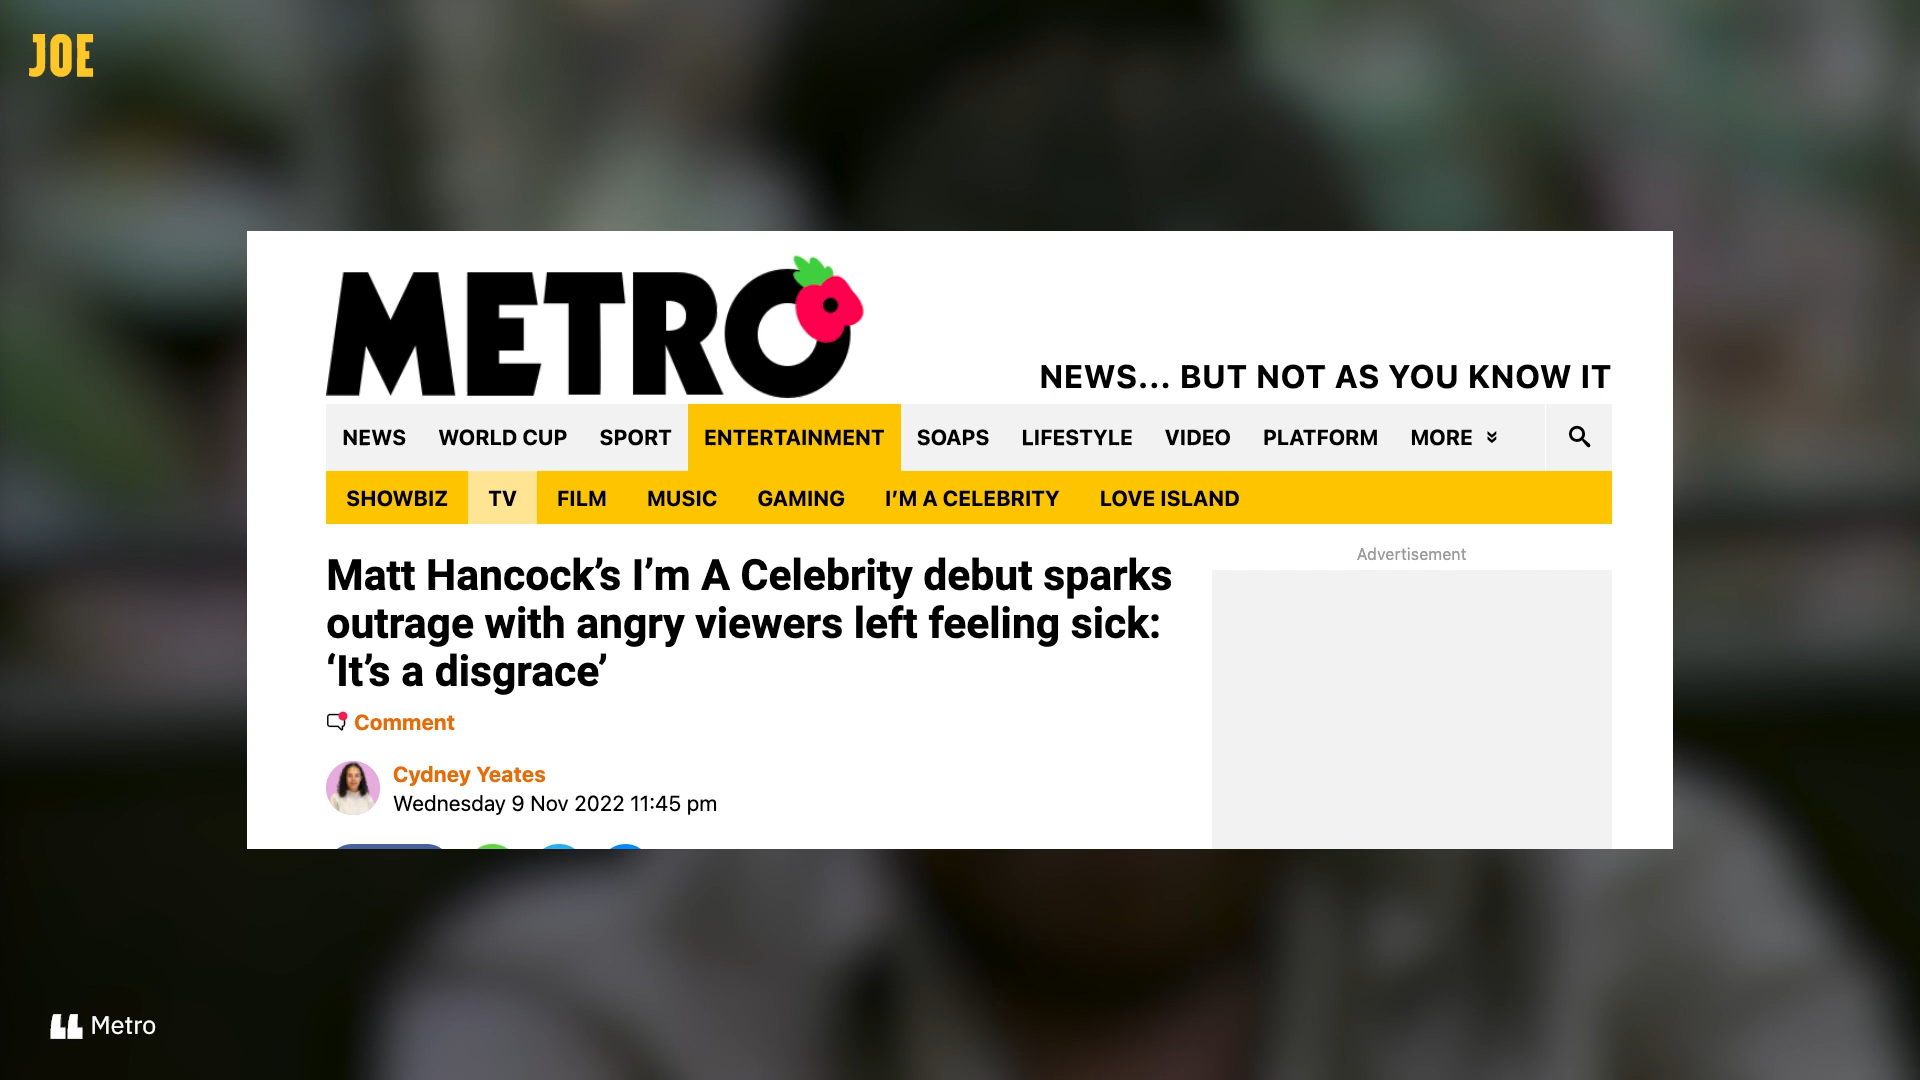 JOE
METRO
NEWS... BUT NOT AS YOU KNOW IT
NEWS WORLD CUP SPORT ENTERTAINMENT SOAPS LIFESTYLE VIDEO PLATFORM MORE
SHOWBIZ TV FILM MUSIC GAMING I’M A CELEBRITY LOVE ISLAND
Advertisement
Matt Hancock’s I’m A Celebrity debut sparks
outrage with angry viewers left feeling sick:
‘It’s a disgrace’
Comment
Cydney Yeates
Wednesday 9 Nov 2022 11:45 pm
Metro